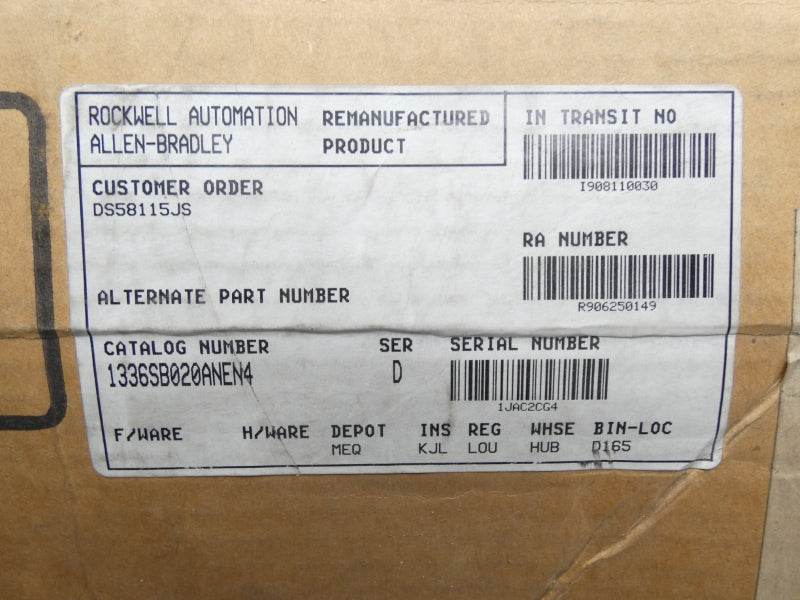 ROCKWELL AUTOMATION
ALLEN-BRADLEY
REMANUFACTURED
PRODUCT
IN TRANSIT NO
I908110030
CUSTOMER ORDER
DS58115JS
RA NUMBER
R906250149
ALTERNATE PART NUMBER
CATALOG NUMBER
1336SB020ANEN4
SER
D
SERIAL NUMBER
1JAC2CG4
F/WARE H/WARE DEPOT INS REG WHSE BIN-LOC
MEQ KJL LOU HUB D165